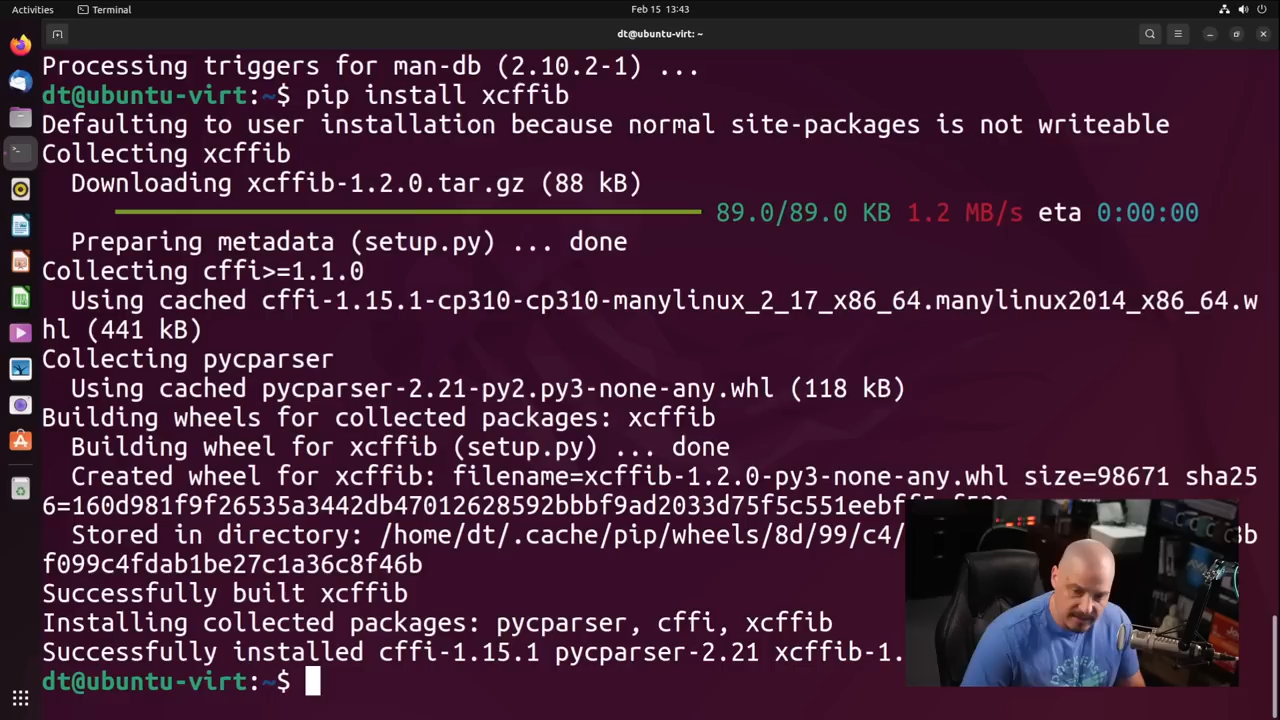 Activities
Terminal
Feb 15 13:43
dt@ubuntu-virt: ~
Processing triggers for man-db (2.10.2-1) ...
dt@ubuntu-virt:~$ pip install xcffib
Defaulting to user installation because normal site-packages is not writeable
Collecting xcffib
Downloading xcffib-1.2.0.tar.gz (88 kB)
89.0/89.0 KB 1.2 MB/s eta 0:00:00
Preparing metadata (setup.py) ... done
Collecting cffi>=1.1.0
Using cached cffi-1.15.1-cp310-cp310-manylinux_2_17_x86_64.manylinux2014_x86_64.w
hl (441 kB)
Collecting pycparser
Using cached pycparser-2.21-py2.py3-none-any.whl (118 kB)
Building wheels for collected packages: xcffib
Building wheel for xcffib (setup.py) ... done
Created wheel for xcffib: filename=xcffib-1.2.0-py3-none-any.whl size=98671 sha25
6=160d981f9f26535a3442db47012628592bbbf9ad2033d75f5c551eebff
Stored in directory: /home/dt/.cache/pip/wheels/8d/99/c4/
b
f099c4fdab1be27c1a36c8f46b
Successfully built xcffib
Installing collected packages: pycparser, cffi, xcffib
Successfully installed cffi-1.15.1 pycparser-2.21 xcffib-1.
dt@ubuntu-virt:~$